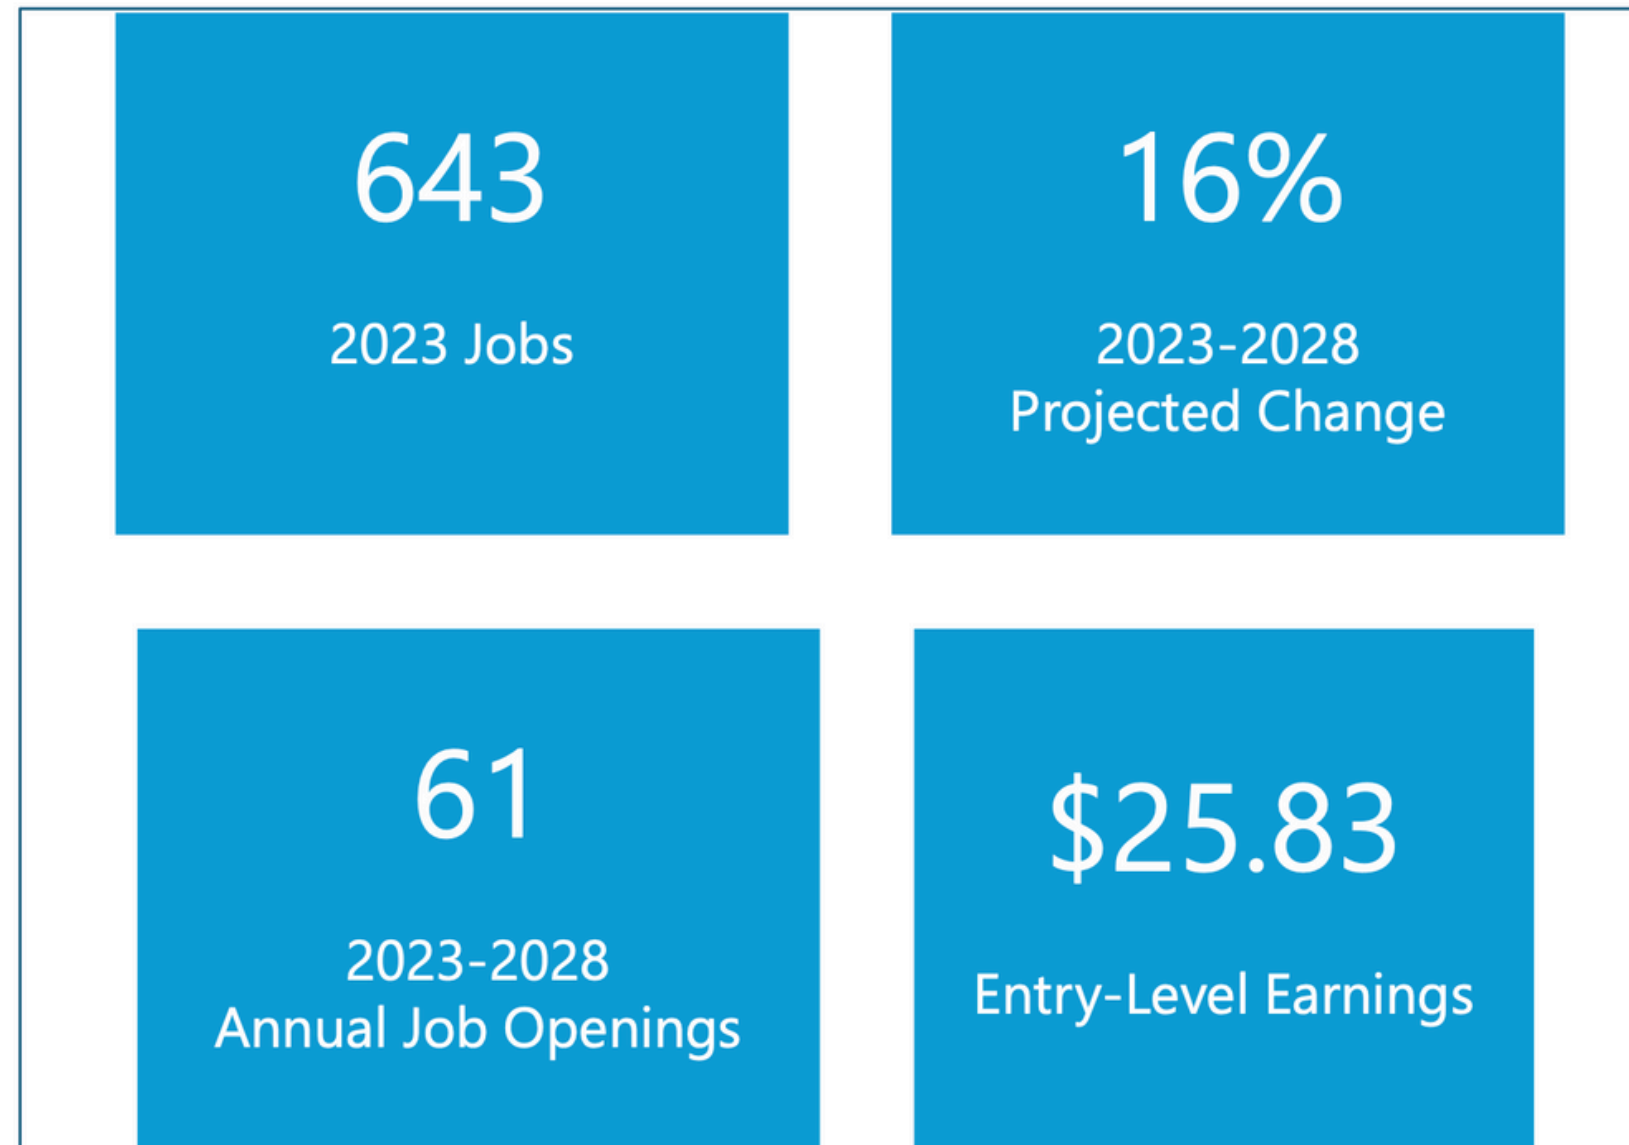 643
2023 Jobs
16%
2023-2028
Projected Change
61
2023-2028
Annual Job Openings
$25.83
Entry-Level Earnings